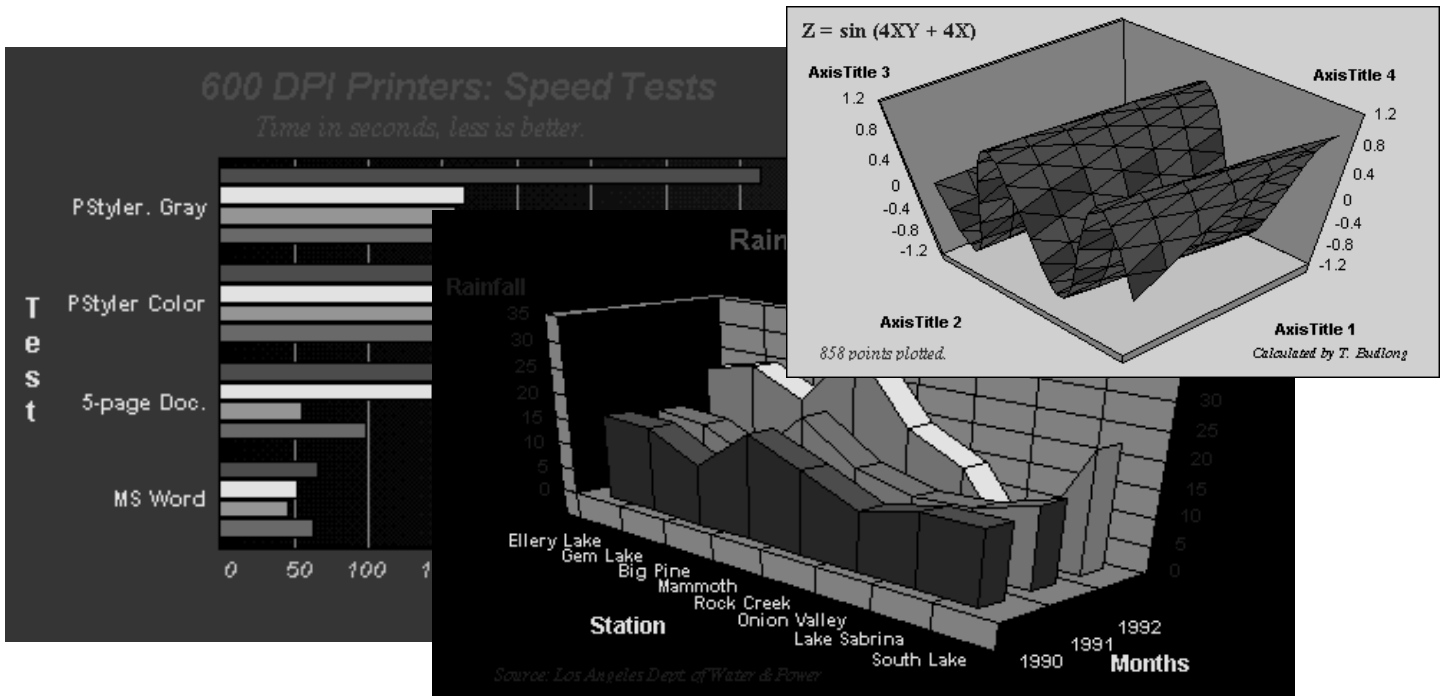 600 DPI Printers: Speed Tests
Time in seconds, less is better.
Test
PStyler. Gray
PStyler Color
5-page Doc.
MS Word
0 50 100 1
Rain
Rainfall
35
30
25
20
15
10
5
0
30
25
20
15
10
5
0
Ellery Lake
Gem Lake
Big Pine
Mammoth
Rock Creek
Onion Valley
Lake Sabrina
South Lake
Station
1990
1991
1992
Months
Source: Los Angeles Dept. of Water & Power
Z = sin (4XY + 4X)
AxisTitle 3
1.2
0.8
0.4
0
-0.4
-0.8
-1.2
AxisTitle 4
1.2
0.8
0.4
0
-0.4
-0.8
-1.2
AxisTitle 2
AxisTitle 1
858 points plotted.
Calculated by T. Budlong